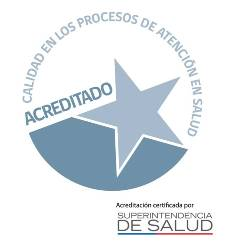 CALIDAD EN LOS PROCESOS DE ATENCIÓN EN SALUD
ACREDITADO
Acreditación certificada por
SUPERINTENDENCIA
DE SALUD